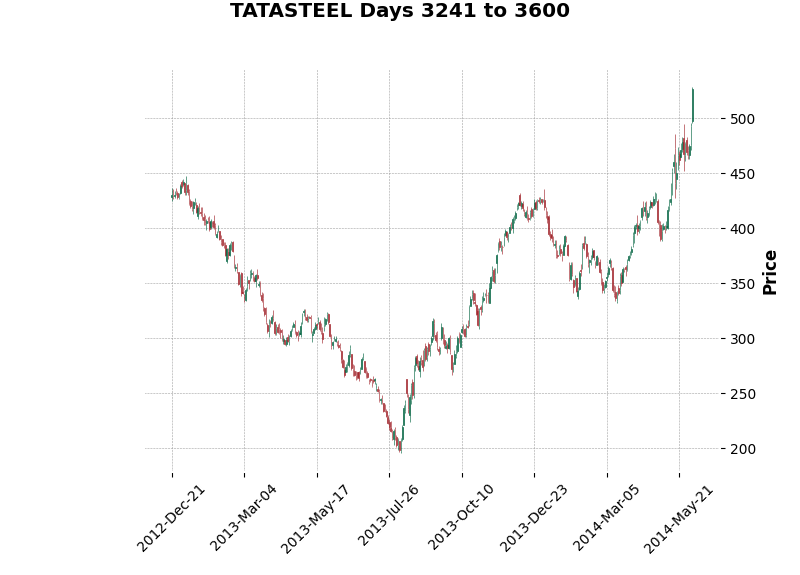 TATASTEEL Days 3241 to 3600
500
450
400
350
300
250
200
Price
2012-Dec-21
2013-Mar-04
2013-May-17
2013-Jul-26
2013-Oct-10
2013-Dec-23
2014-Mar-05
2014-May-21